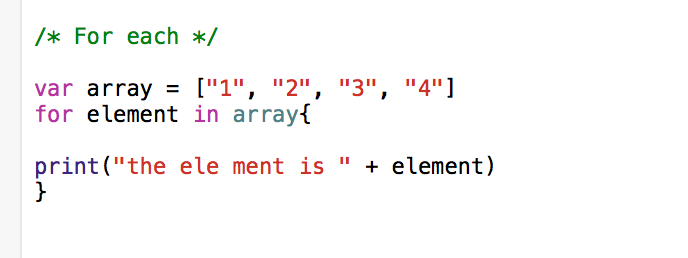 /* For each */
var array = ["1", "2", "3", "4"]
for element in array{
print("the ele ment is " + element)
}